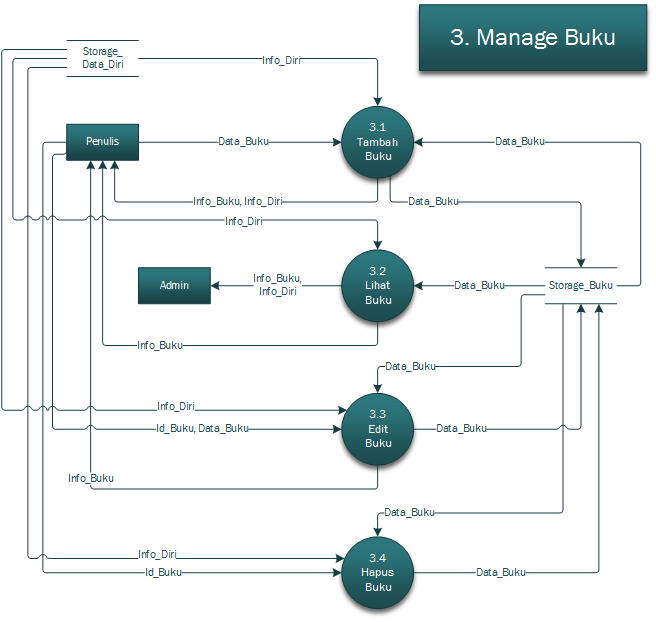 3. Manage Buku
Storage_
Data_Diri
Info_Diri
3.1
Tambah
Buku
Penulis
Data_Buku
Data_Buku
Info_Buku, Info_Diri
Data_Buku
Info_Diri
3.2
Lihat
Buku
Admin
Info_Buku,
Info_Diri
Data_Buku
Storage_Buku
Info_Buku
Data_Buku
3.3
Edit
Buku
Info_Diri
Id_Buku, Data_Buku
Data_Buku
Info_Buku
Data_Buku
3.4
Hapus
Buku
Info_Diri
Id_Buku
Data_Buku